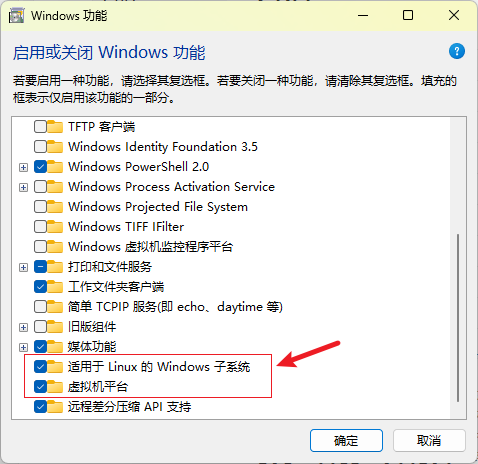 Windows 功能
启用或关闭 Windows 功能
若要启用一种功能，请选择其复选框。若要关闭一种功能，请清除其复选框。填充的
框表示仅启用该功能的一部分。
TFTP 客户端
Windows Identity Foundation 3.5
Windows PowerShell 2.0
Windows Process Activation Service
Windows Projected File System
Windows TIFF IFilter
Windows 虚拟机监控程序平台
打印和文件服务
工作文件夹客户端
简单 TCPIP 服务(即 echo、daytime 等)
旧版组件
媒体功能
适用于 Linux 的 Windows 子系统
虚拟机平台
远程差分压缩 API 支持
确定
取消